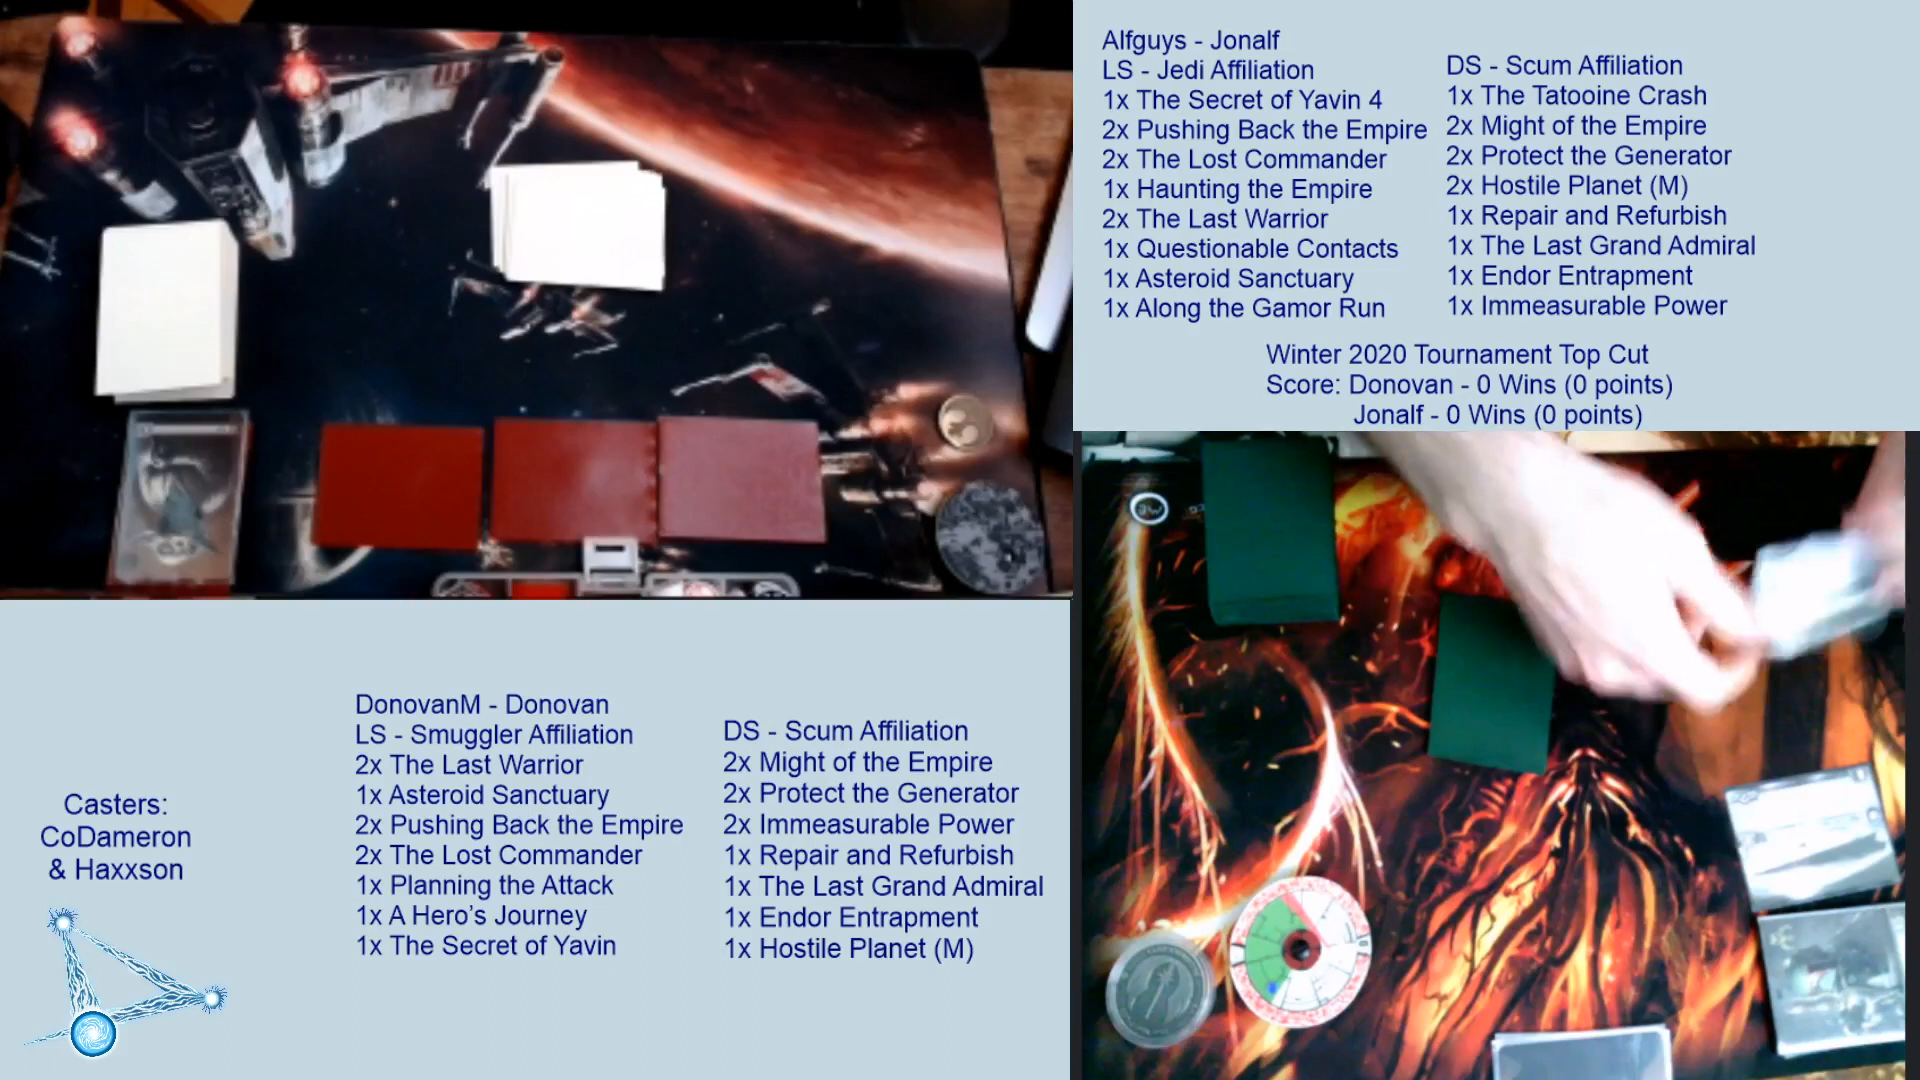 Alfguys - Jonalf
LS - Jedi Affiliation
1x The Secret of Yavin 4
2x Pushing Back the Empire
2x The Lost Commander
1x Haunting the Empire
2x The Last Warrior
1x Questionable Contacts
1x Asteroid Sanctuary
1x Along the Gamor Run
DS - Scum Affiliation
1x The Tatooine Crash
2x Might of the Empire
2x Protect the Generator
2x Hostile Planet (M)
1x Repair and Refurbish
1x The Last Grand Admiral
1x Endor Entrapment
1x Immeasurable Power
Winter 2020 Tournament Top Cut
Score: Donovan - 0 Wins (0 points)
Jonalf - 0 Wins (0 points)
Casters:
CoDameron
& Haxxson
DonovanM - Donovan
LS - Smuggler Affiliation
2x The Last Warrior
1x Asteroid Sanctuary
2x Pushing Back the Empire
2x The Lost Commander
1x Planning the Attack
1x A Hero’s Journey
1x The Secret of Yavin
DS - Scum Affiliation
2x Might of the Empire
2x Protect the Generator
2x Immeasurable Power
1x Repair and Refurbish
1x The Last Grand Admiral
1x Endor Entrapment
1x Hostile Planet (M)